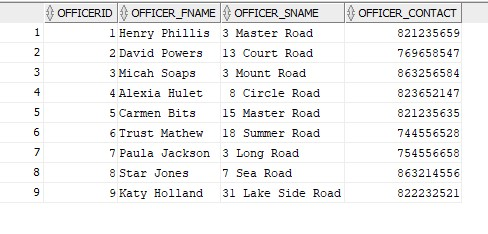 OFFICERID OFFICER_FNAME OFFICER_SNAME OFFICER_CONTACT
1 1 Henry Phillis 3 Master Road 821235659
2 2 David Powers 13 Court Road 769658547
3 3 Micah Soaps 3 Mount Road 863256584
4 4 Alexia Hulet 8 Circle Road 823652147
5 5 Carmen Bits 15 Master Road 821235635
6 6 Trust Mathew 18 Summer Road 744556528
7 7 Paula Jackson 3 Long Road 754556658
8 8 Star Jones 7 Sea Road 863214556
9 9 Katy Holland 31 Lake Side Road 822232521